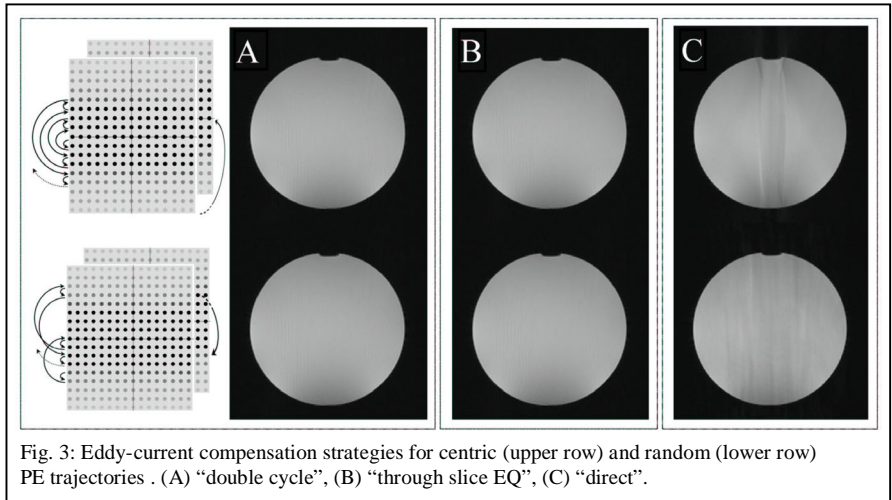 A
B
C
Fig. 3: Eddy-current compensation strategies for centric (upper row) and random (lower row)
PE trajectories . (A) “double cycle”, (B) “through slice EQ”, (C) “direct”.